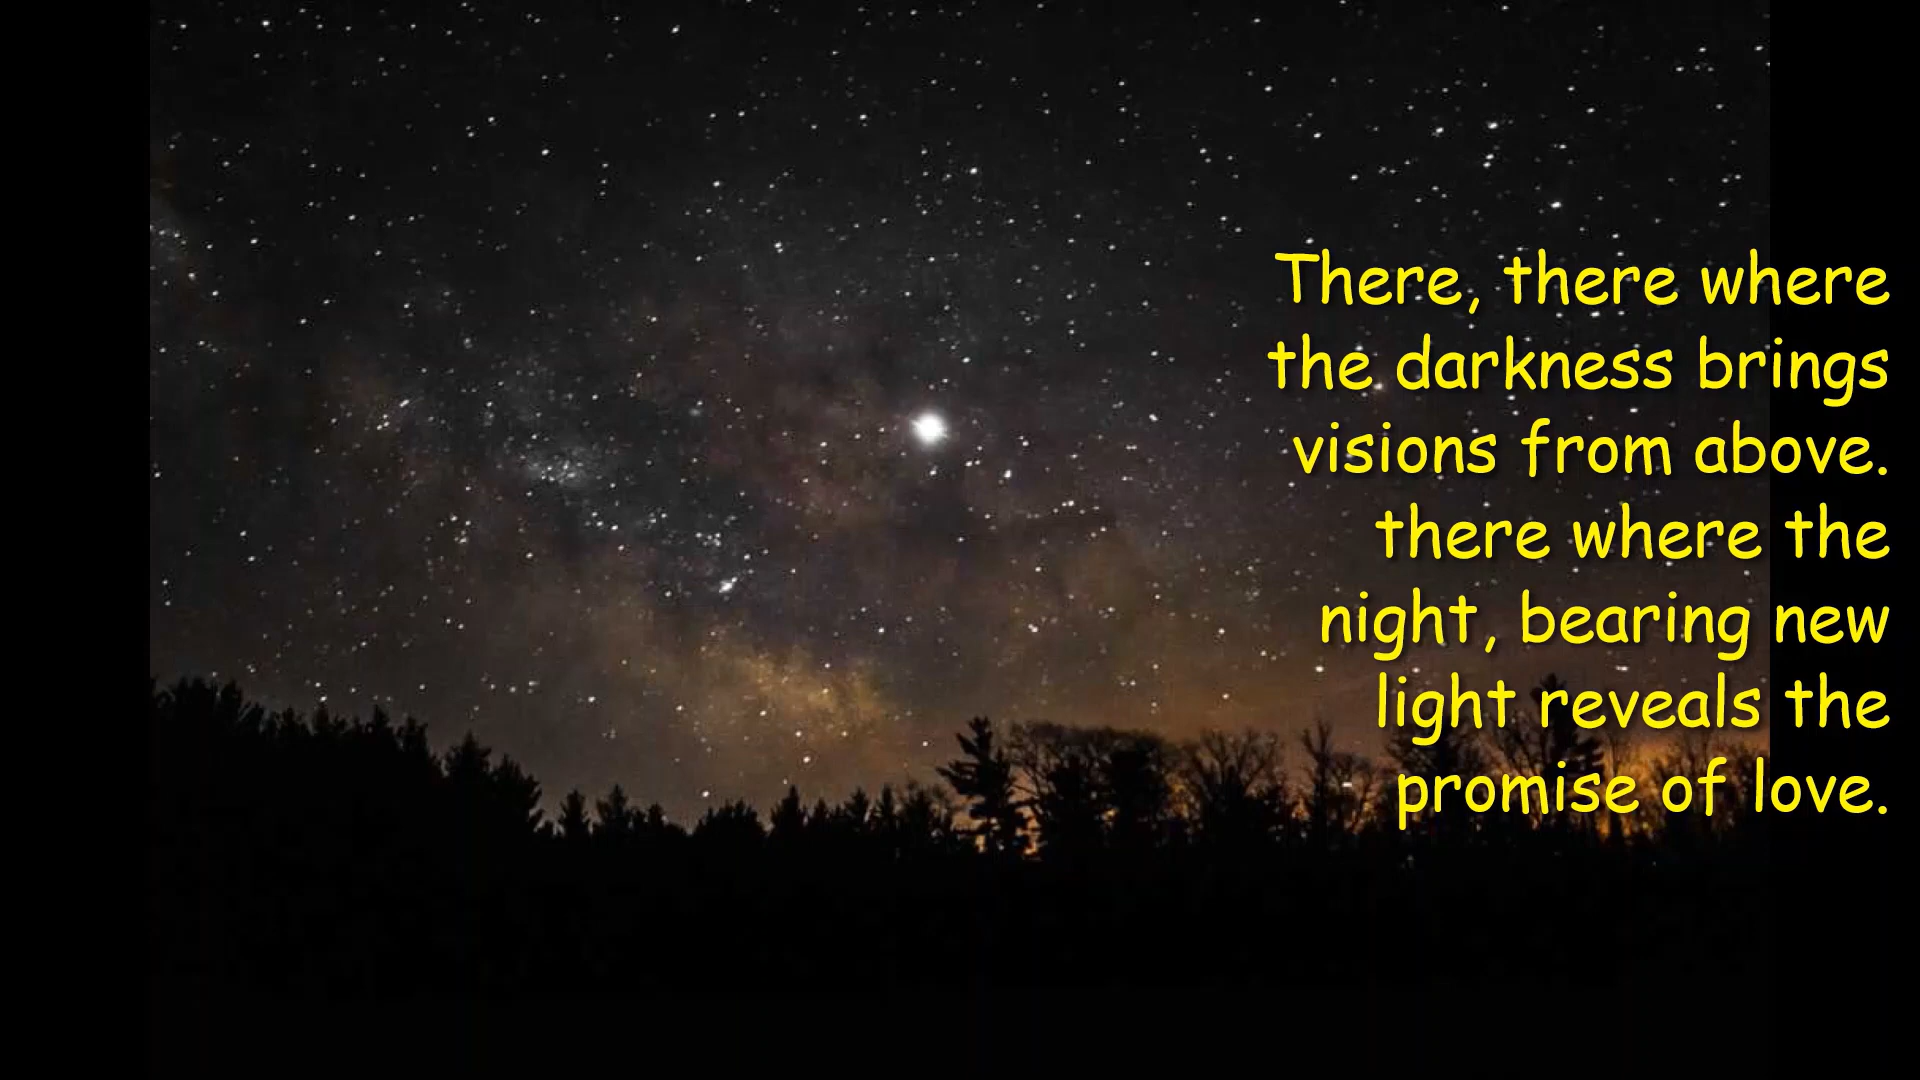 There, there where
the darkness brings
visions from above.
there where the
night, bearing new
light reveals the
promise of love.